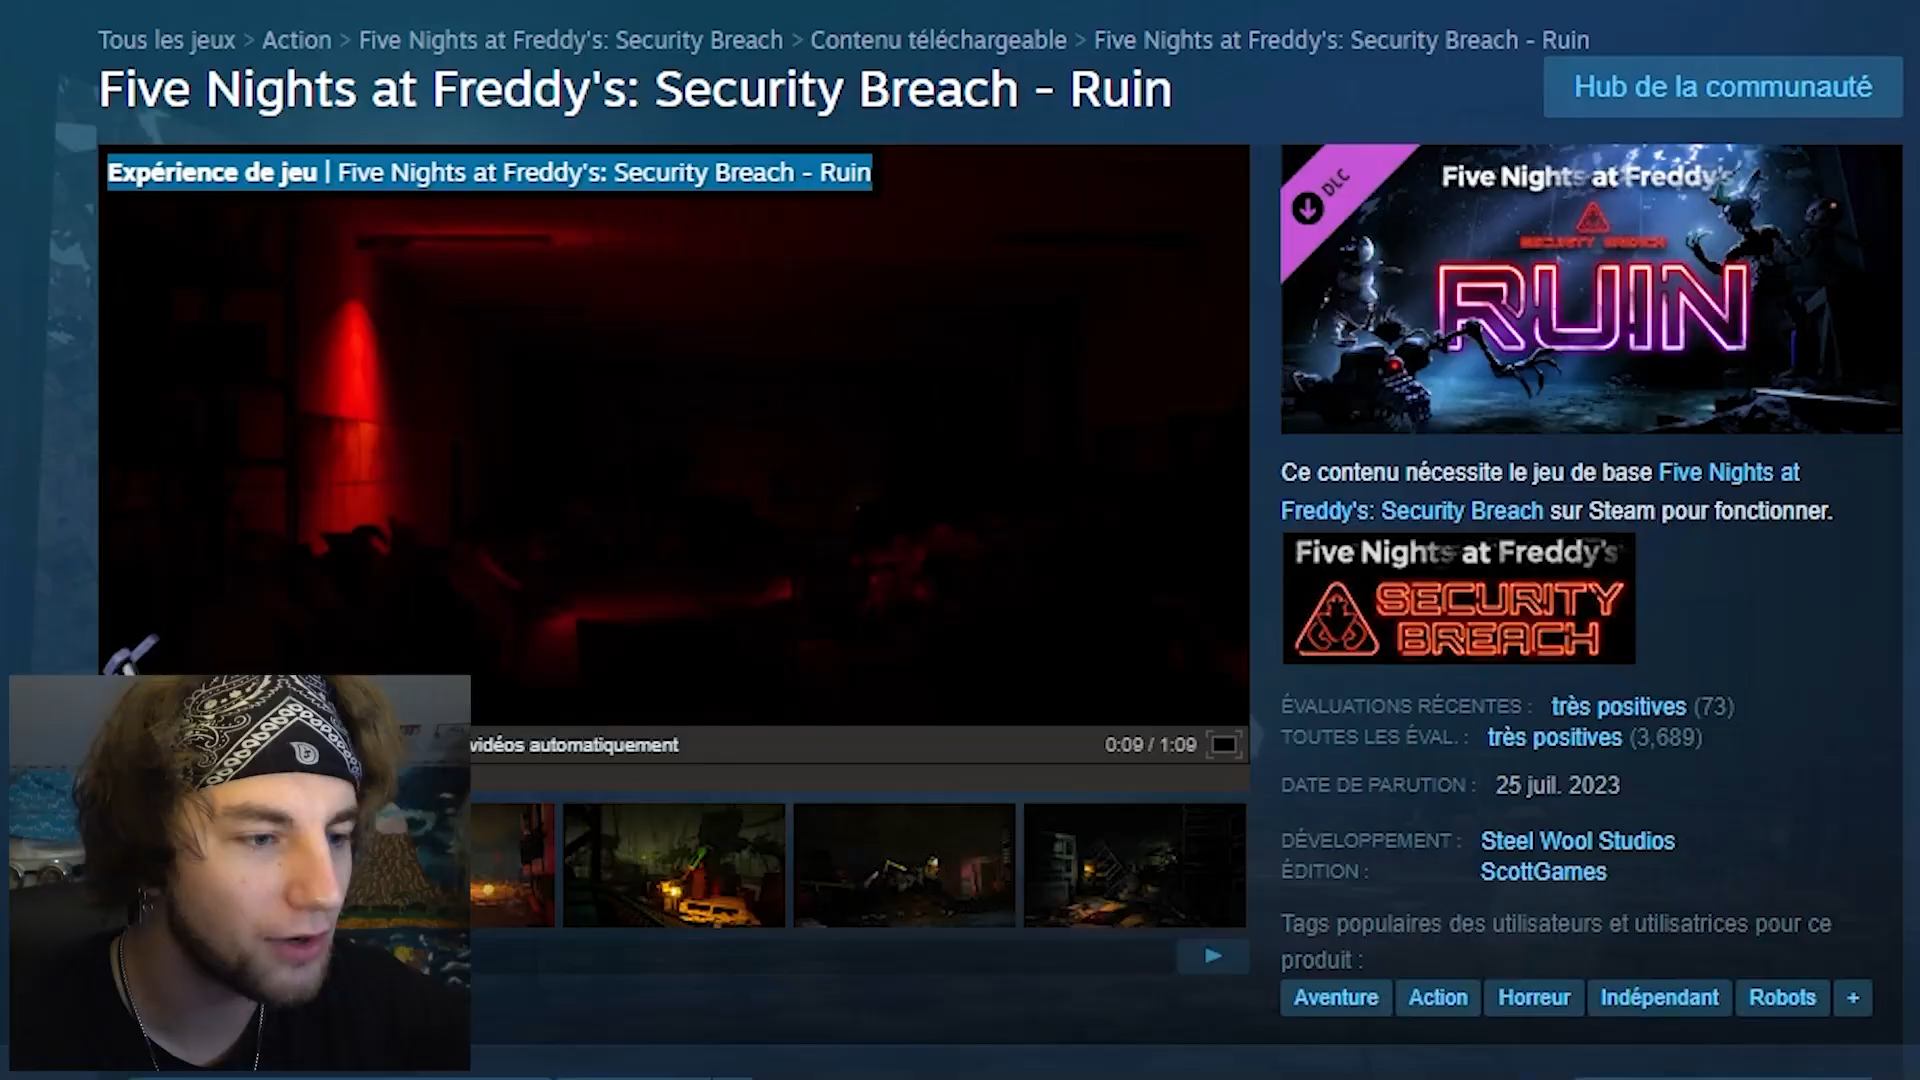 Tous les jeux > Action > Five Nights at Freddy's: Security Breach > Contenu téléchargeable > Five Nights at Freddy's: Security Breach - Ruin
Five Nights at Freddy's: Security Breach - Ruin
Hub de la communauté
Expérience de jeu | Five Nights at Freddy's: Security Breach - Ruin
DLC
Five Nights at Freddy's
SECURITY BREACH
RUIN
Ce contenu nécessite le jeu de base Five Nights at
Freddy's: Security Breach sur Steam pour fonctionner.
Five Nights at Freddy's
SECURITY
BREACH
ÉVALUATIONS RÉCENTES : très positives (73)
TOUTES LES ÉVAL. : très positives (3,689)
DATE DE PARUTION : 25 juil. 2023
DÉVELOPPEMENT : Steel Wool Studios
ÉDITION : ScottGames
Tags populaires des utilisateurs et utilisatrices pour ce
produit :
Aventure Action Horreur Indépendant Robots +
vidéos automatiquement 0:09 / 1:09